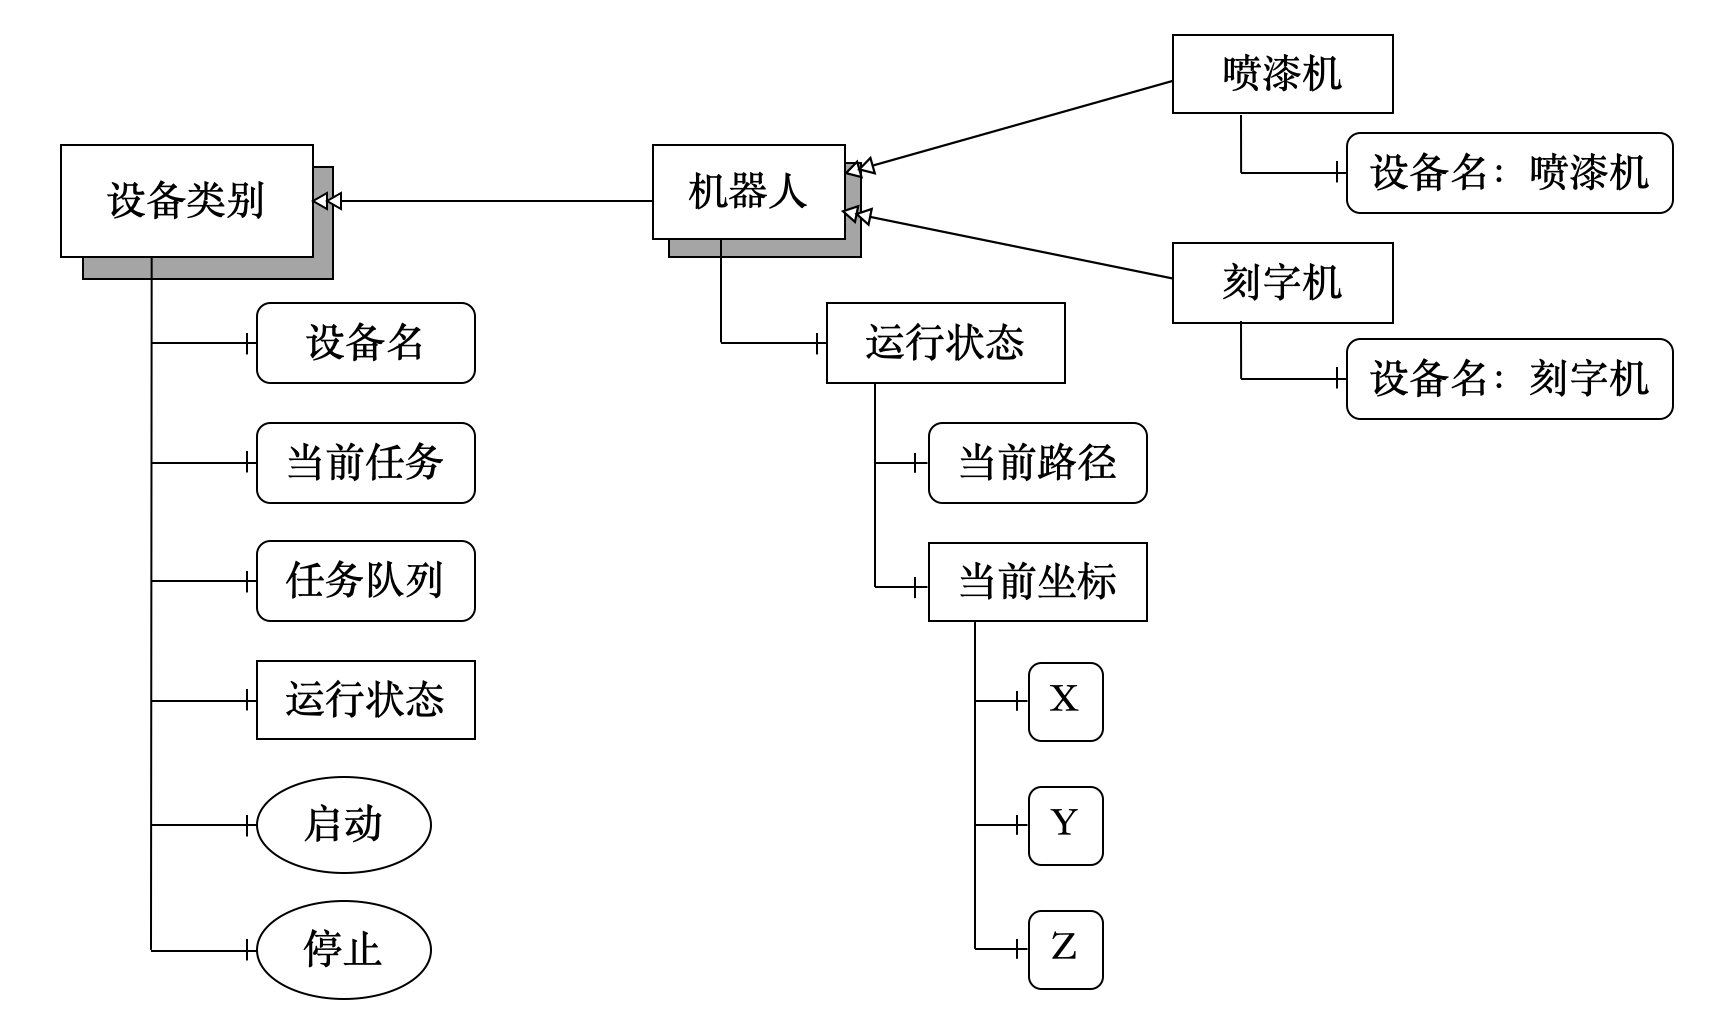 设备类别
设备名
当前任务
任务队列
运行状态
启动
停止
机器人
运行状态
当前路径
当前坐标
X
Y
Z
喷漆机
设备名：喷漆机
刻字机
设备名：刻字机